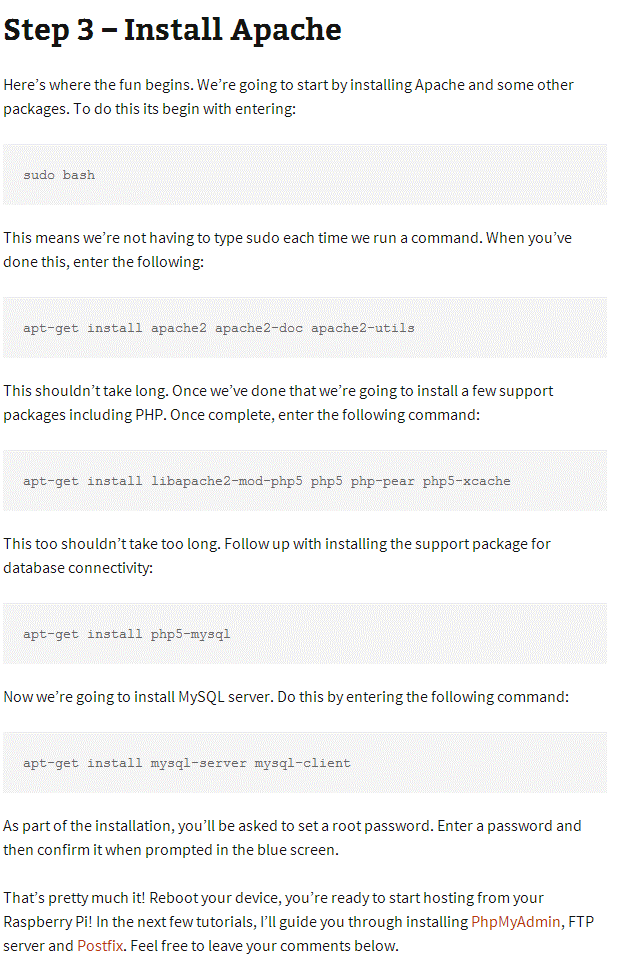 Step 3 – Install Apache
Here’s where the fun begins. We’re going to start by installing Apache and some other
packages. To do this its begin with entering:
sudo bash
This means we’re not having to type sudo each time we run a command. When you’ve
done this, enter the following:
apt-get install apache2 apache2-doc apache2-utils
This shouldn’t take long. Once we’ve done that we’re going to install a few support
packages including PHP. Once complete, enter the following command:
apt-get install libapache2-mod-php5 php5 php-pear php5-xcache
This too shouldn’t take too long. Follow up with installing the support package for
database connectivity:
apt-get install php5-mysql
Now we’re going to install MySQL server. Do this by entering the following command:
apt-get install mysql-server mysql-client
As part of the installation, you’ll be asked to set a root password. Enter a password and
then confirm it when prompted in the blue screen.
That’s pretty much it! Reboot your device, you’re ready to start hosting from your
Raspberry Pi! In the next few tutorials, I’ll guide you through installing PhpMyAdmin, FTP
server and Postfix. Feel free to leave your comments below.